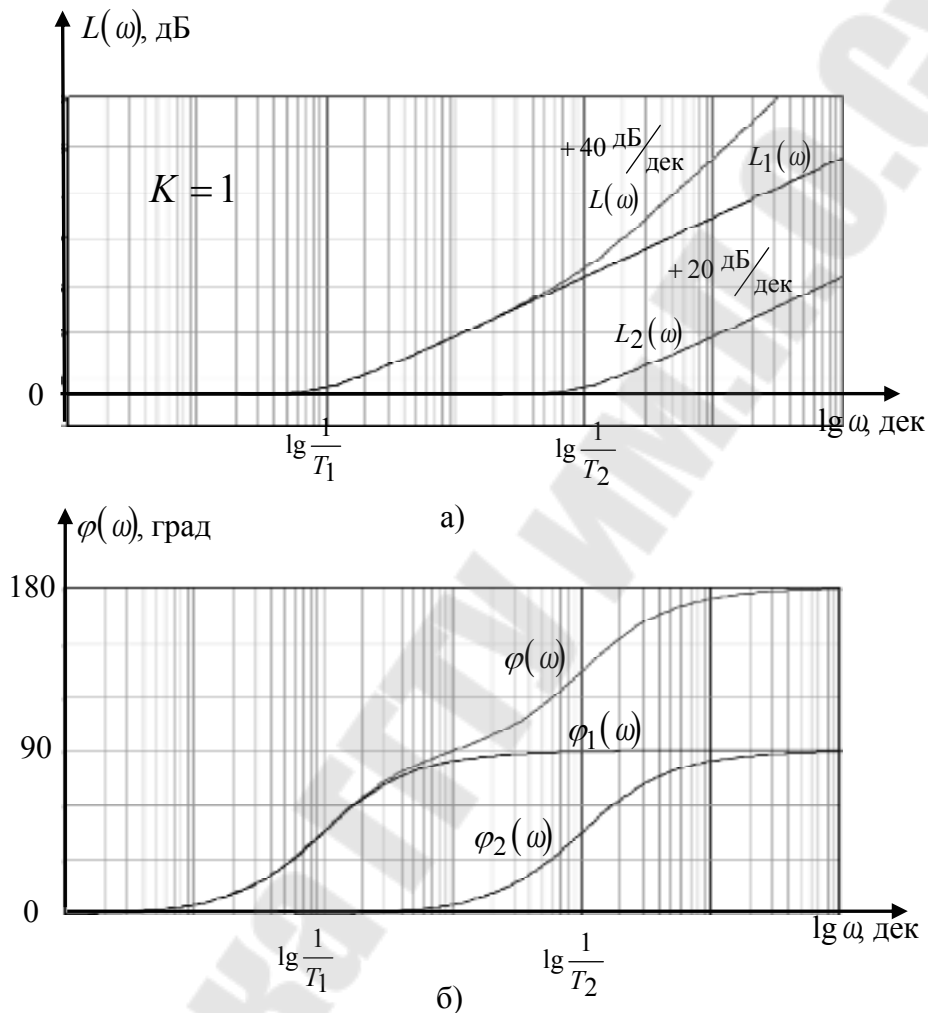 L(ω), дБ
+40 дБ/дек
L₁(ω)
K = 1
L(ω)
+20 дБ/дек
L₂(ω)
0
lg 1/T₁
lg 1/T₂
lg ω, дек
а)
φ(ω), град
180
φ(ω)
90
φ₁(ω)
φ₂(ω)
0
lg ω, дек
lg 1/T₁
lg 1/T₂
б)